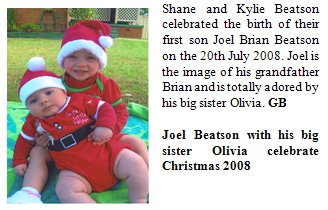 Shane and Kylie Beatson
celebrated the birth of their
first son Joel Brian Beatson
on the 20th July 2008. Joel is
the image of his grandfather
Brian and is totally adored by
his big sister Olivia. GB
Joel Beatson with his big
sister Olivia celebrate
Christmas 2008